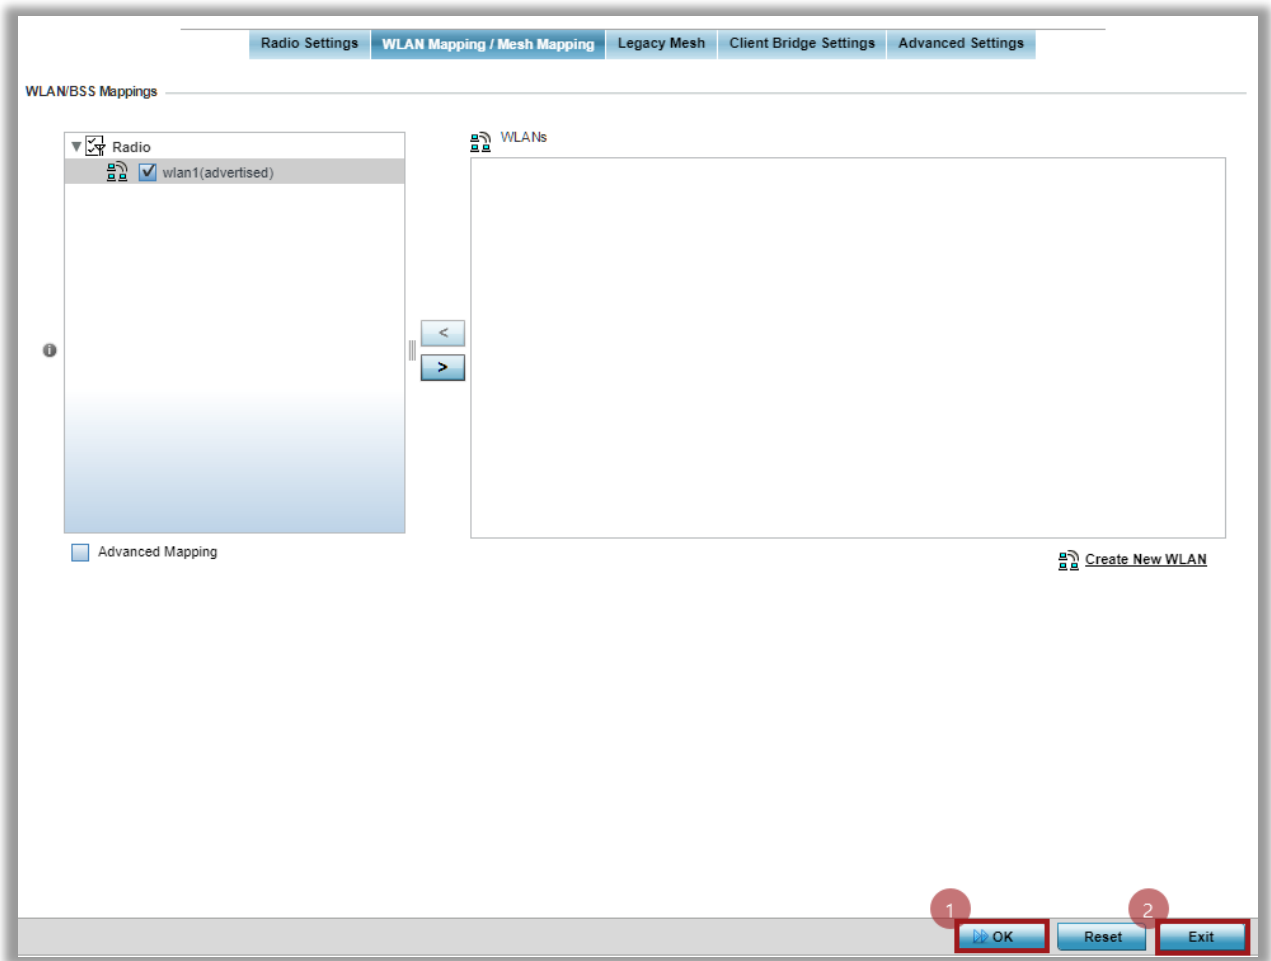 Radio Settings WLAN Mapping / Mesh Mapping Legacy Mesh Client Bridge Settings Advanced Settings
WLAN/BSS Mappings
Radio
wlan1(advertised)
WLANs
<
>
Advanced Mapping
Create New WLAN
1 2
OK Reset Exit